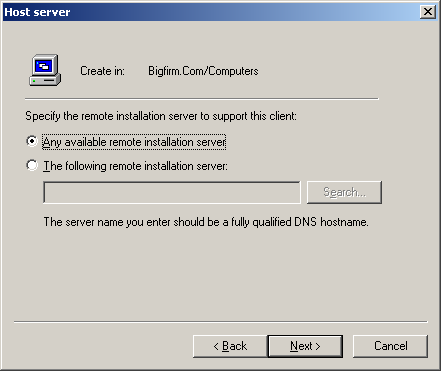 Host server
Create in: Bigfirm.Com/Computers
Specify the remote installation server to support this client:
Any available remote installation server
The following remote installation server:
Search...
The server name you enter should be a fully qualified DNS hostname.
< Back Next > Cancel